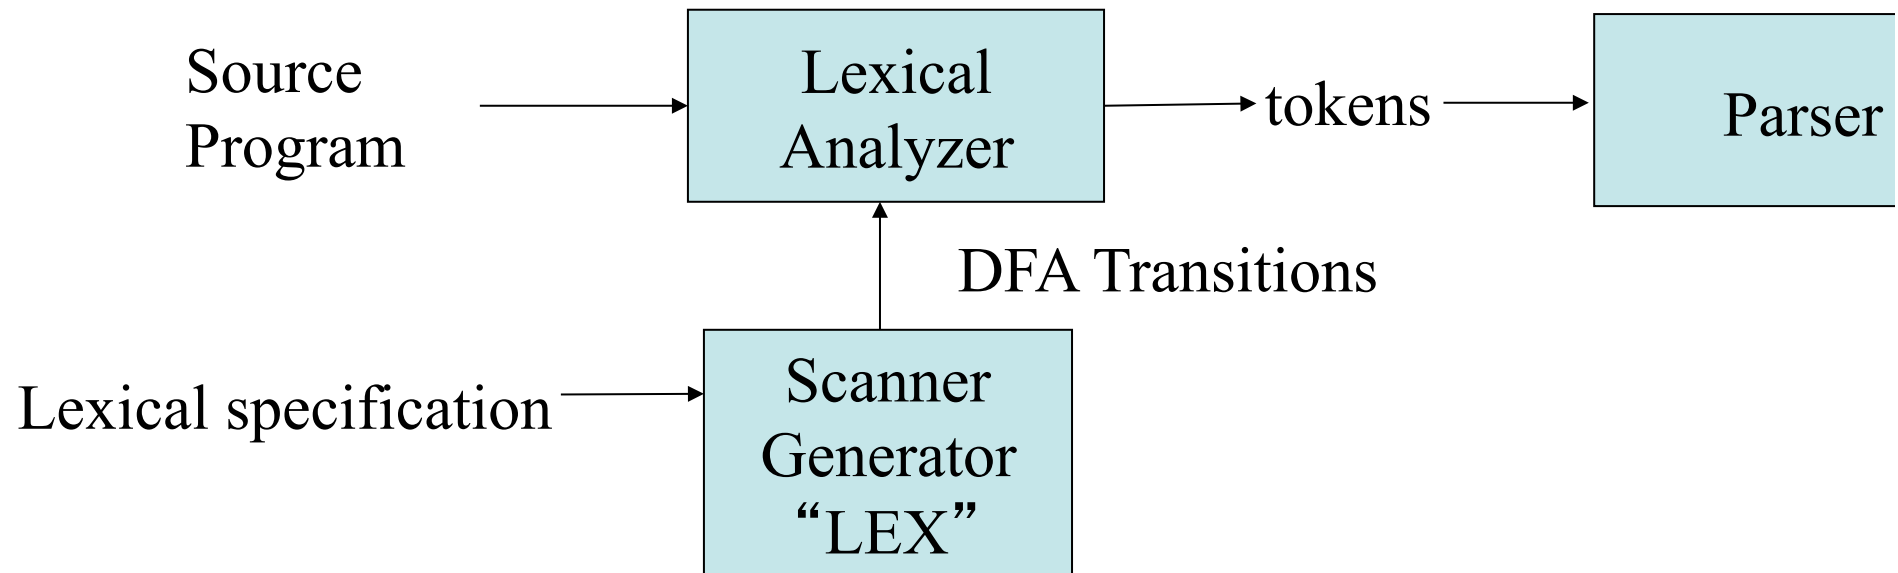 Source
Program
Lexical
Analyzer
tokens
Parser
DFA Transitions
Lexical specification
Scanner
Generator
“LEX”